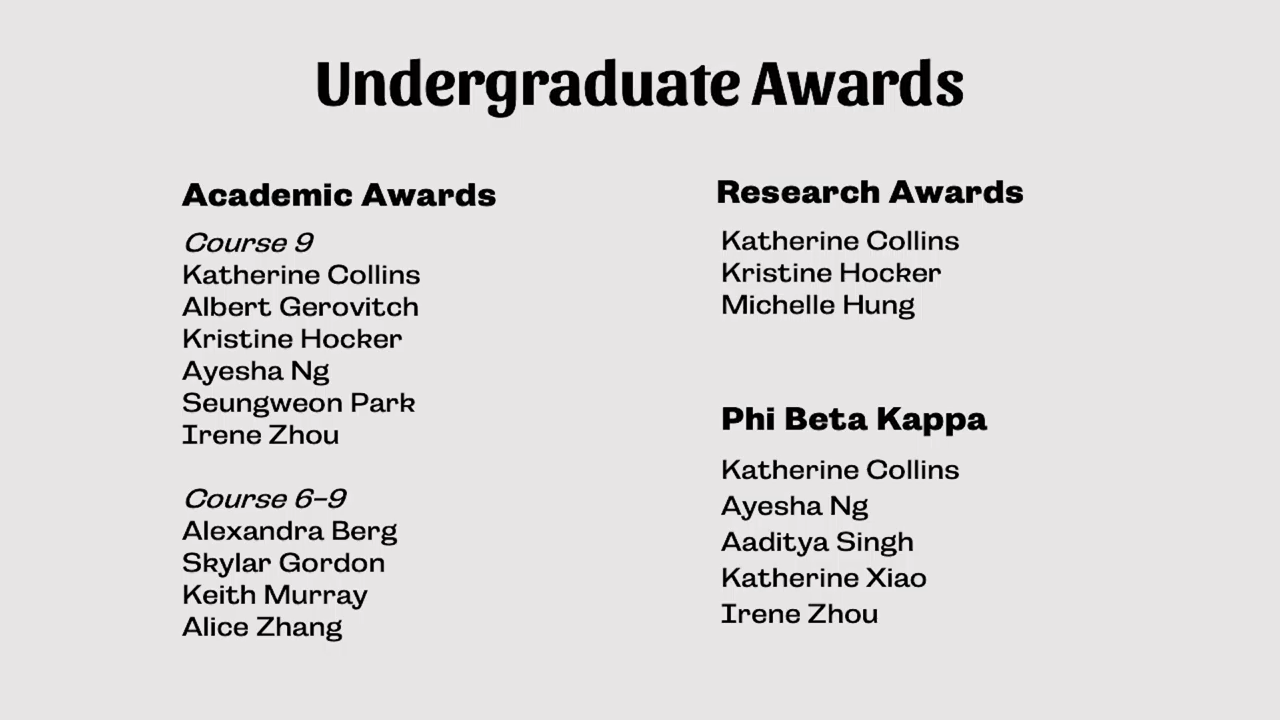 Undergraduate Awards
Academic Awards
Course 9
Katherine Collins
Albert Gerovitch
Kristine Hocker
Ayesha Ng
Seungweon Park
Irene Zhou
Course 6-9
Alexandra Berg
Skylar Gordon
Keith Murray
Alice Zhang
Research Awards
Katherine Collins
Kristine Hocker
Michelle Hung
Phi Beta Kappa
Katherine Collins
Ayesha Ng
Aaditya Singh
Katherine Xiao
Irene Zhou